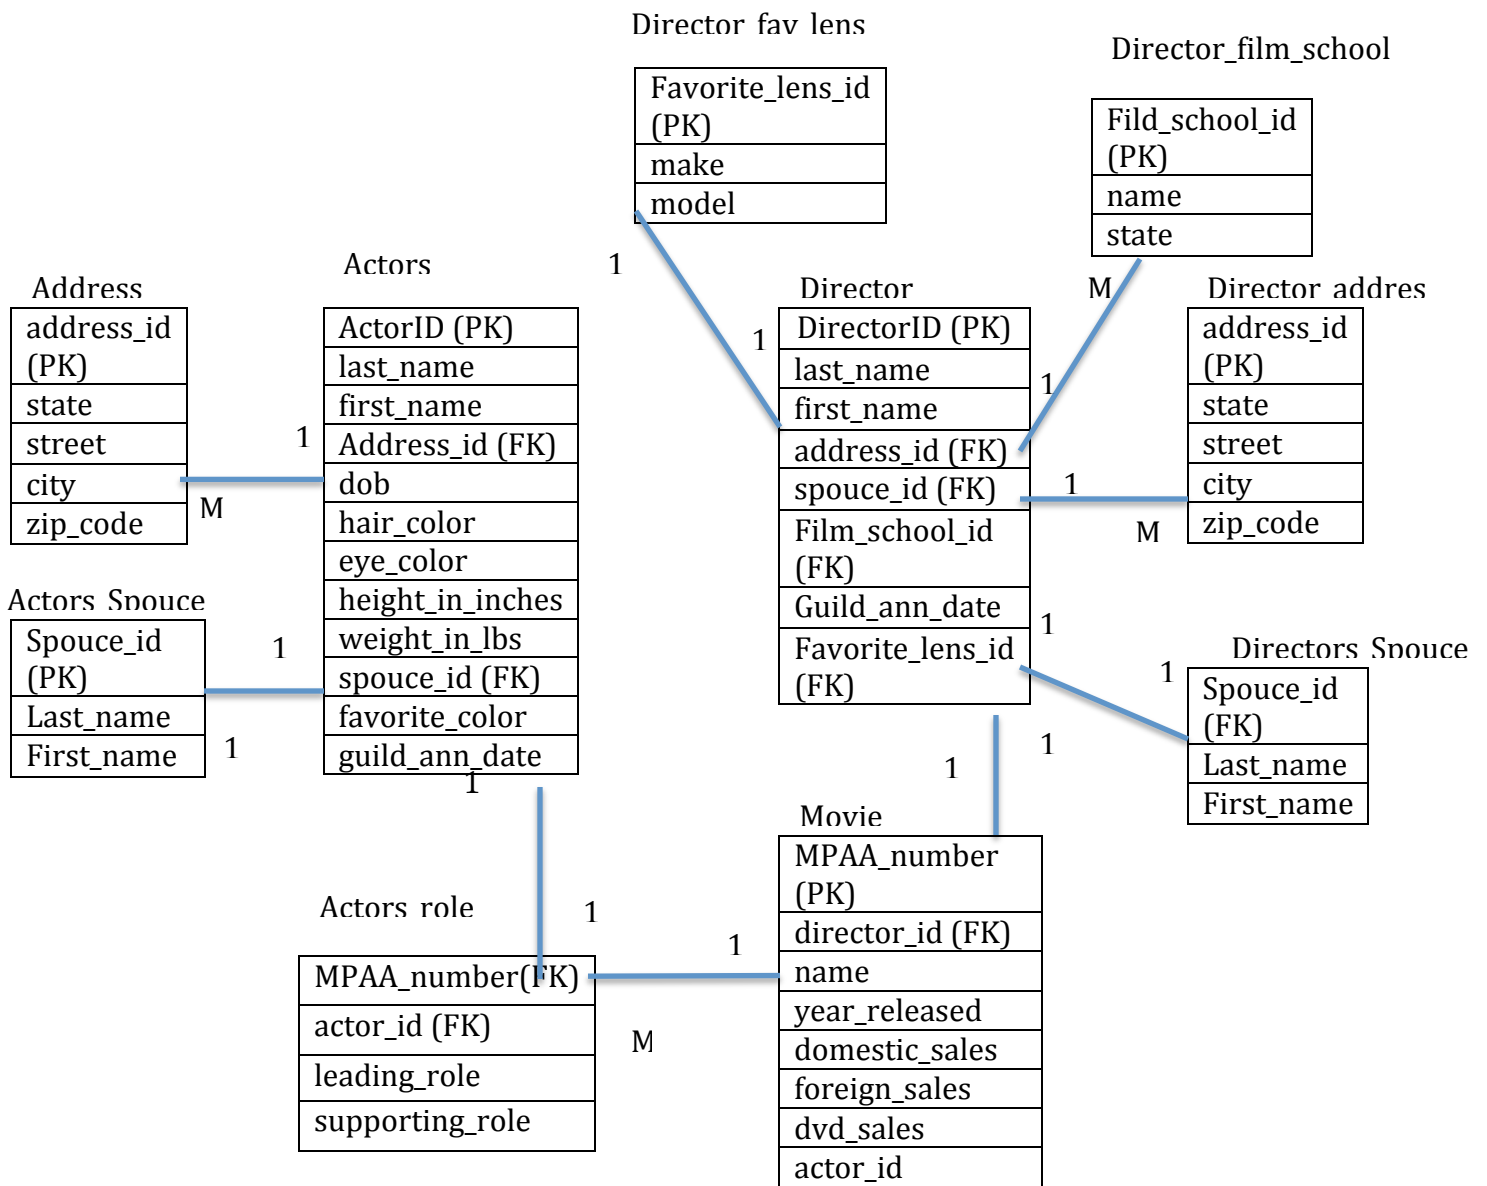 Director fav lens
Favorite_lens_id
(PK)
make
model
Director_film_school
Fild_school_id
(PK)
name
state
1
1
M
1
Address
address_id
(PK)
state
street
city
zip_code
1
M
Actors
ActorID (PK)
last_name
first_name
Address_id (FK)
dob
hair_color
eye_color
height_in_inches
weight_in_lbs
spouce_id (FK)
favorite_color
guild_ann_date
1
Director
DirectorID (PK)
last_name
first_name
address_id (FK)
spouce_id (FK)
Film_school_id
(FK)
Guild_ann_date
Favorite_lens_id
(FK)
Director addres
address_id
(PK)
state
street
city
zip_code
1
M
Actors Spouce
Spouce_id
(PK)
Last_name
First_name
1
1
1
1
Directors Spouce
Spouce_id
(FK)
Last_name
First_name
1
1
Actors role
MPAA_number(FK)
actor_id (FK)
leading_role
supporting_role
1
1
M
Movie
MPAA_number
(PK)
director_id (FK)
name
year_released
domestic_sales
foreign_sales
dvd_sales
actor_id